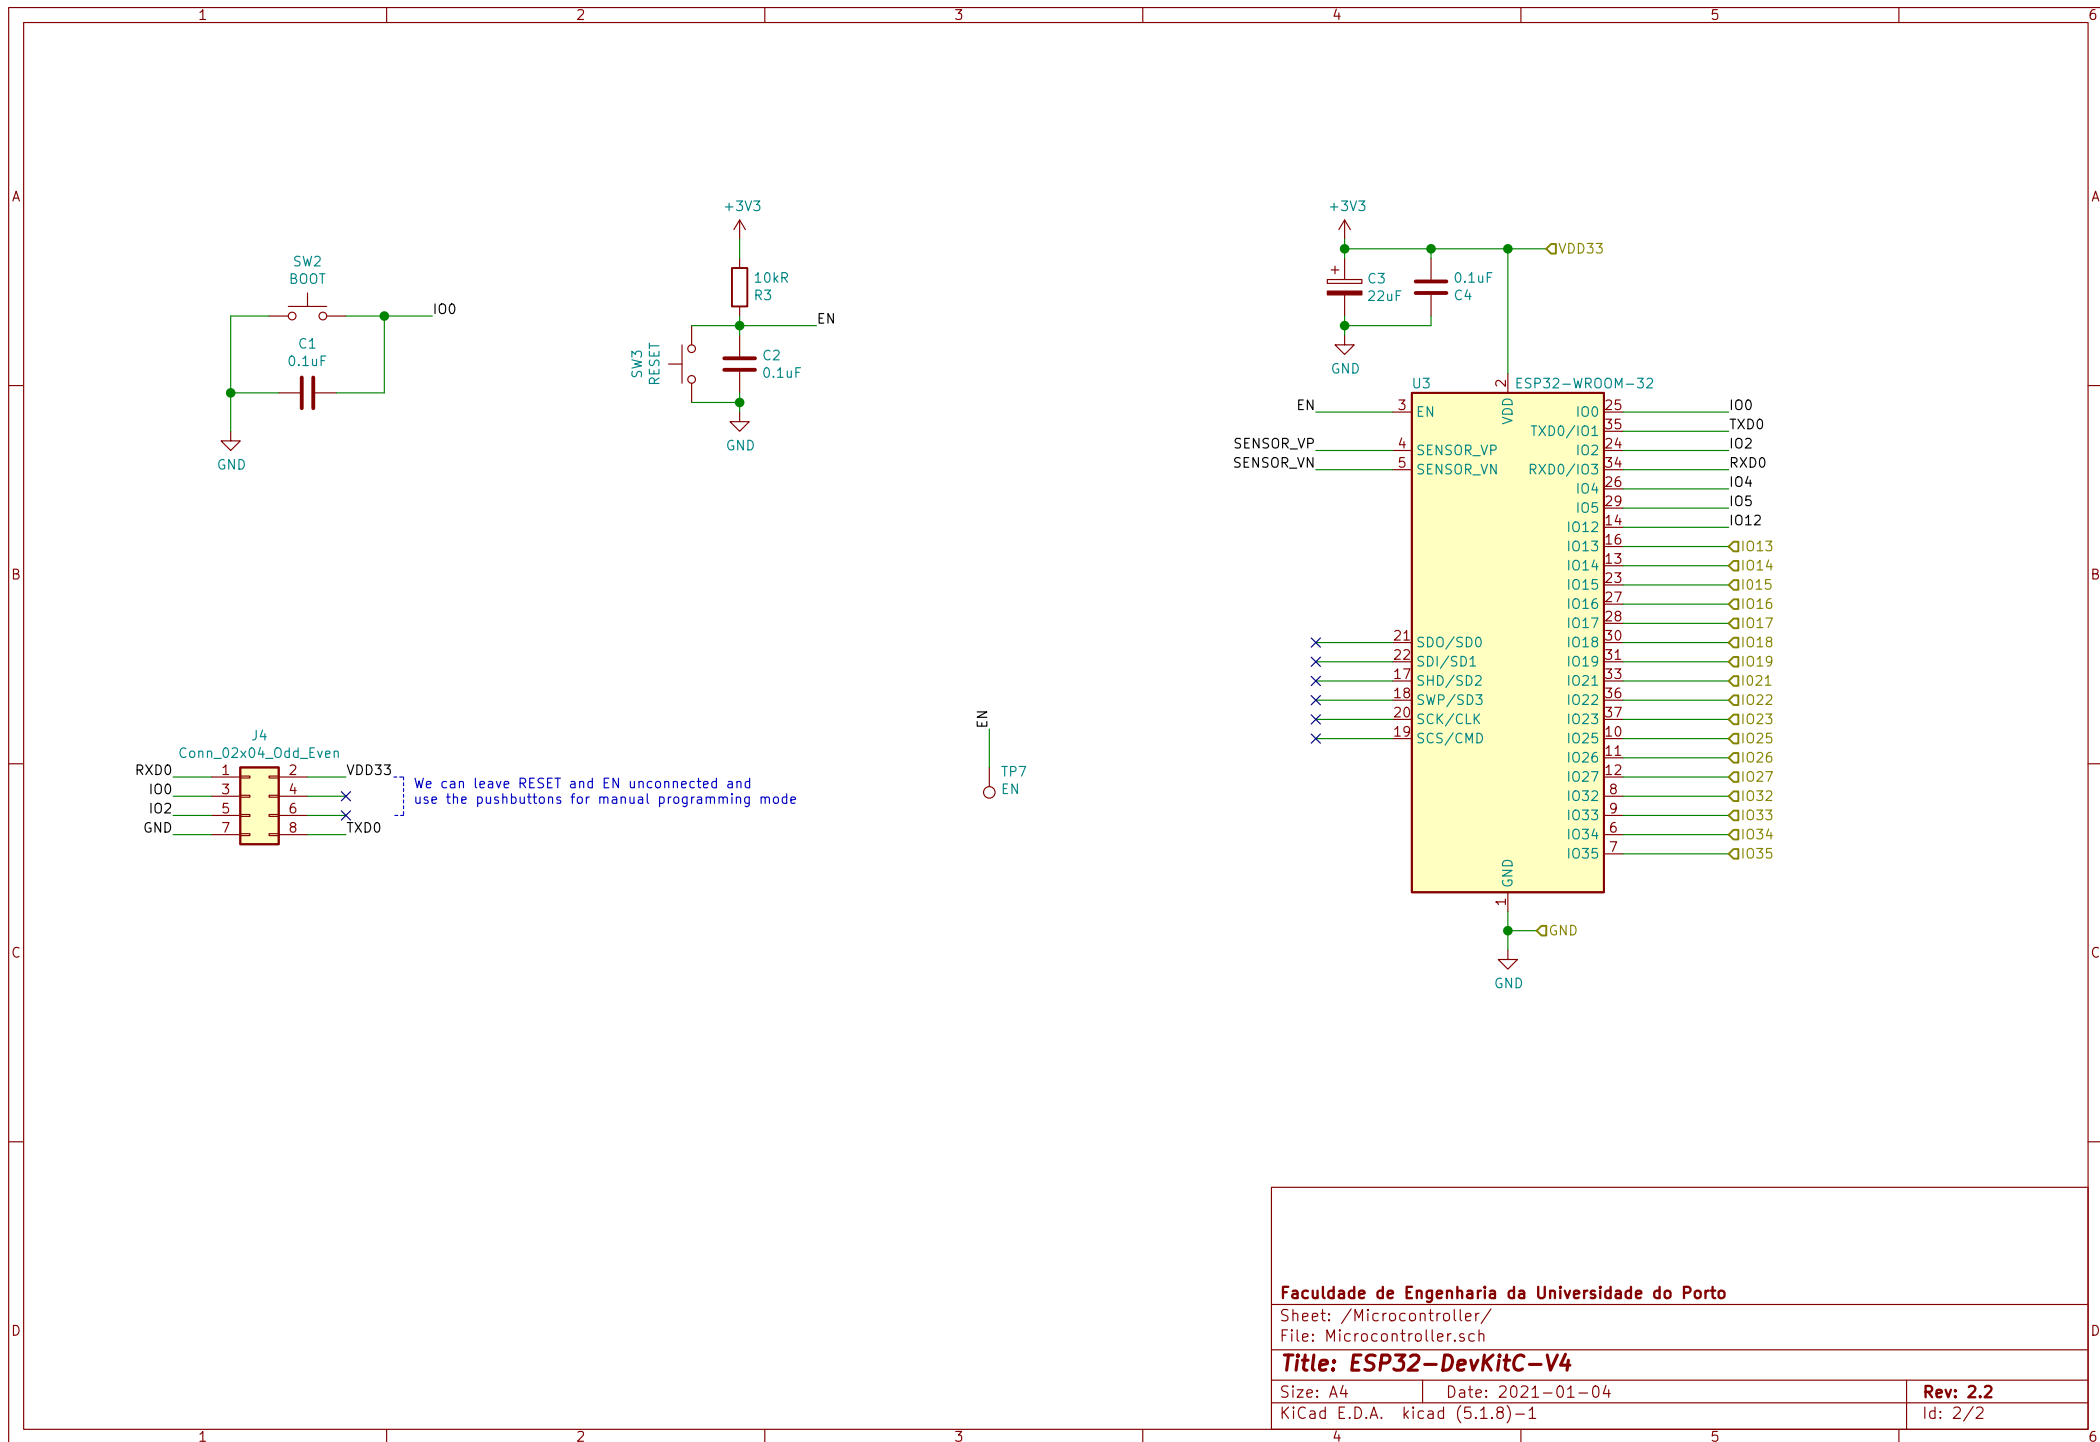 1 2 3 4 5 6
A A
+3V3
SW2
BOOT
IO0
C1
0.1uF
GND
10kR
R3
EN
SW3
RESET
C2
0.1uF
GND
+3V3
VDD33
C3
22uF
0.1uF
C4
GND
U3
ESP32-WROOM-32
2
VDD
EN 3 EN
SENSOR_VP 4 SENSOR_VP
SENSOR_VN 5 SENSOR_VN
21 SDO/SD0
22 SDI/SD1
17 SHD/SD2
18 SWP/SD3
20 SCK/CLK
19 SCS/CMD
IO0 25 IO0
TXD0/IO1 35 TXD0
IO2 24 IO2
RXD0/IO3 34 RXD0
IO4 26 IO4
IO5 29 IO5
IO12 14 IO12
IO13 16 IO13
IO14 13 IO14
IO15 23 IO15
IO16 27 IO16
IO17 28 IO17
IO18 30 IO18
IO19 31 IO19
IO21 33 IO21
IO22 36 IO22
IO23 37 IO23
IO25 10 IO25
IO26 11 IO26
IO27 12 IO27
IO32 8 IO32
IO33 9 IO33
IO34 6 IO34
IO35 7 IO35
GND
1
GND
GND
B B
J4
Conn_02x04_Odd_Even
RXD0 1 2 VDD33
IO0 3 4
IO2 5 6
GND 7 8 TXD0
We can leave RESET and EN unconnected and
use the pushbuttons for manual programming mode
EN
TP7
EN
C C
D D
Faculdade de Engenharia da Universidade do Porto
Sheet: /Microcontroller/
File: Microcontroller.sch
Title: ESP32-DevKitC-V4
Size: A4 Date: 2021-01-04 Rev: 2.2
KiCad E.D.A. kicad (5.1.8)-1 Id: 2/2
1 2 3 4 5 6